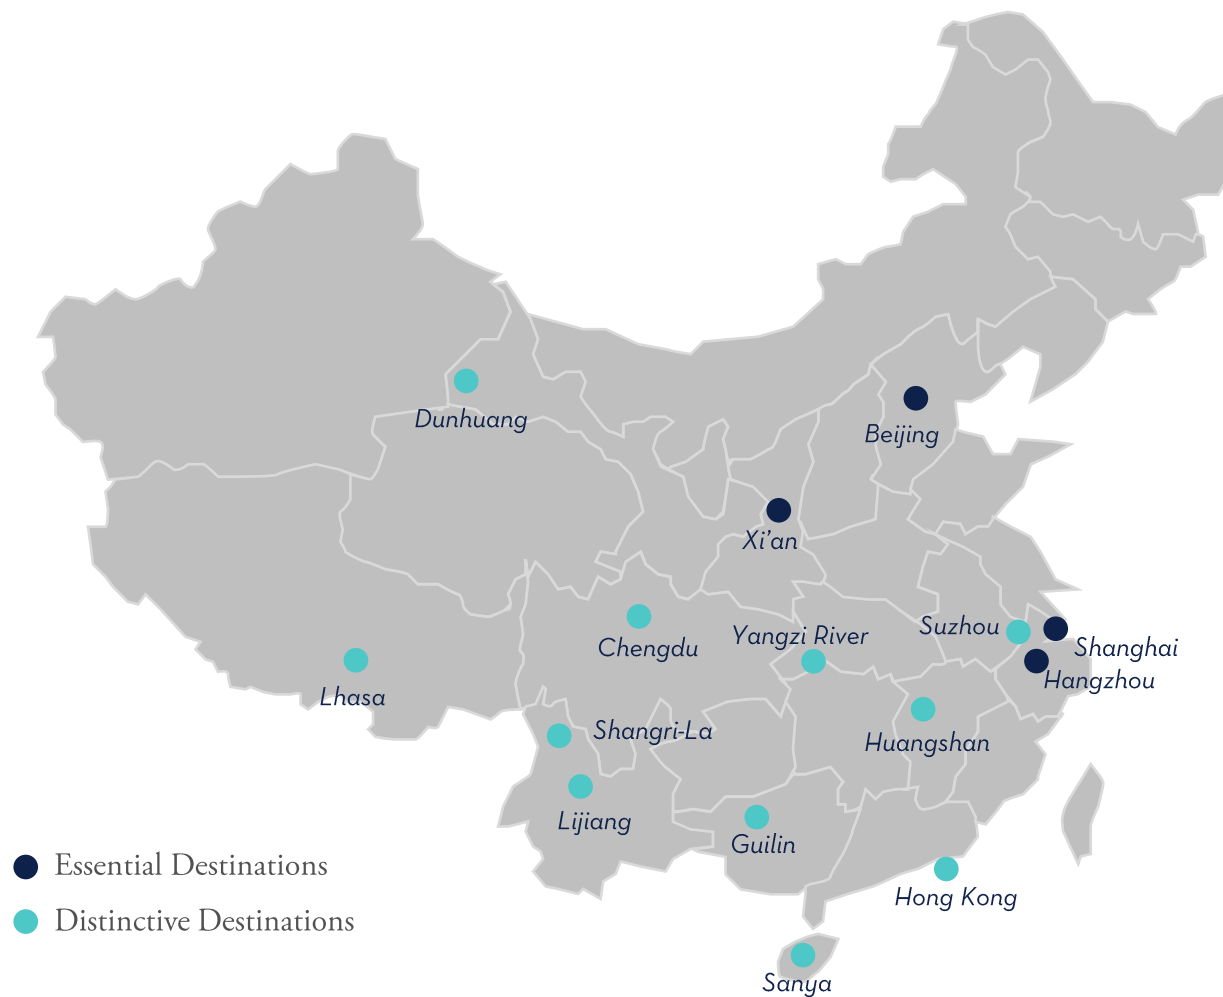 Dunhuang
Beijing
Xi'an
Suzhou
Yangzi River
Shanghai
Chengdu
Hangzhou
Lhasa
Shangri-La
Huangshan
Lijiang
Guilin
Essential Destinations
Hong Kong
Distinctive Destinations
Sanya